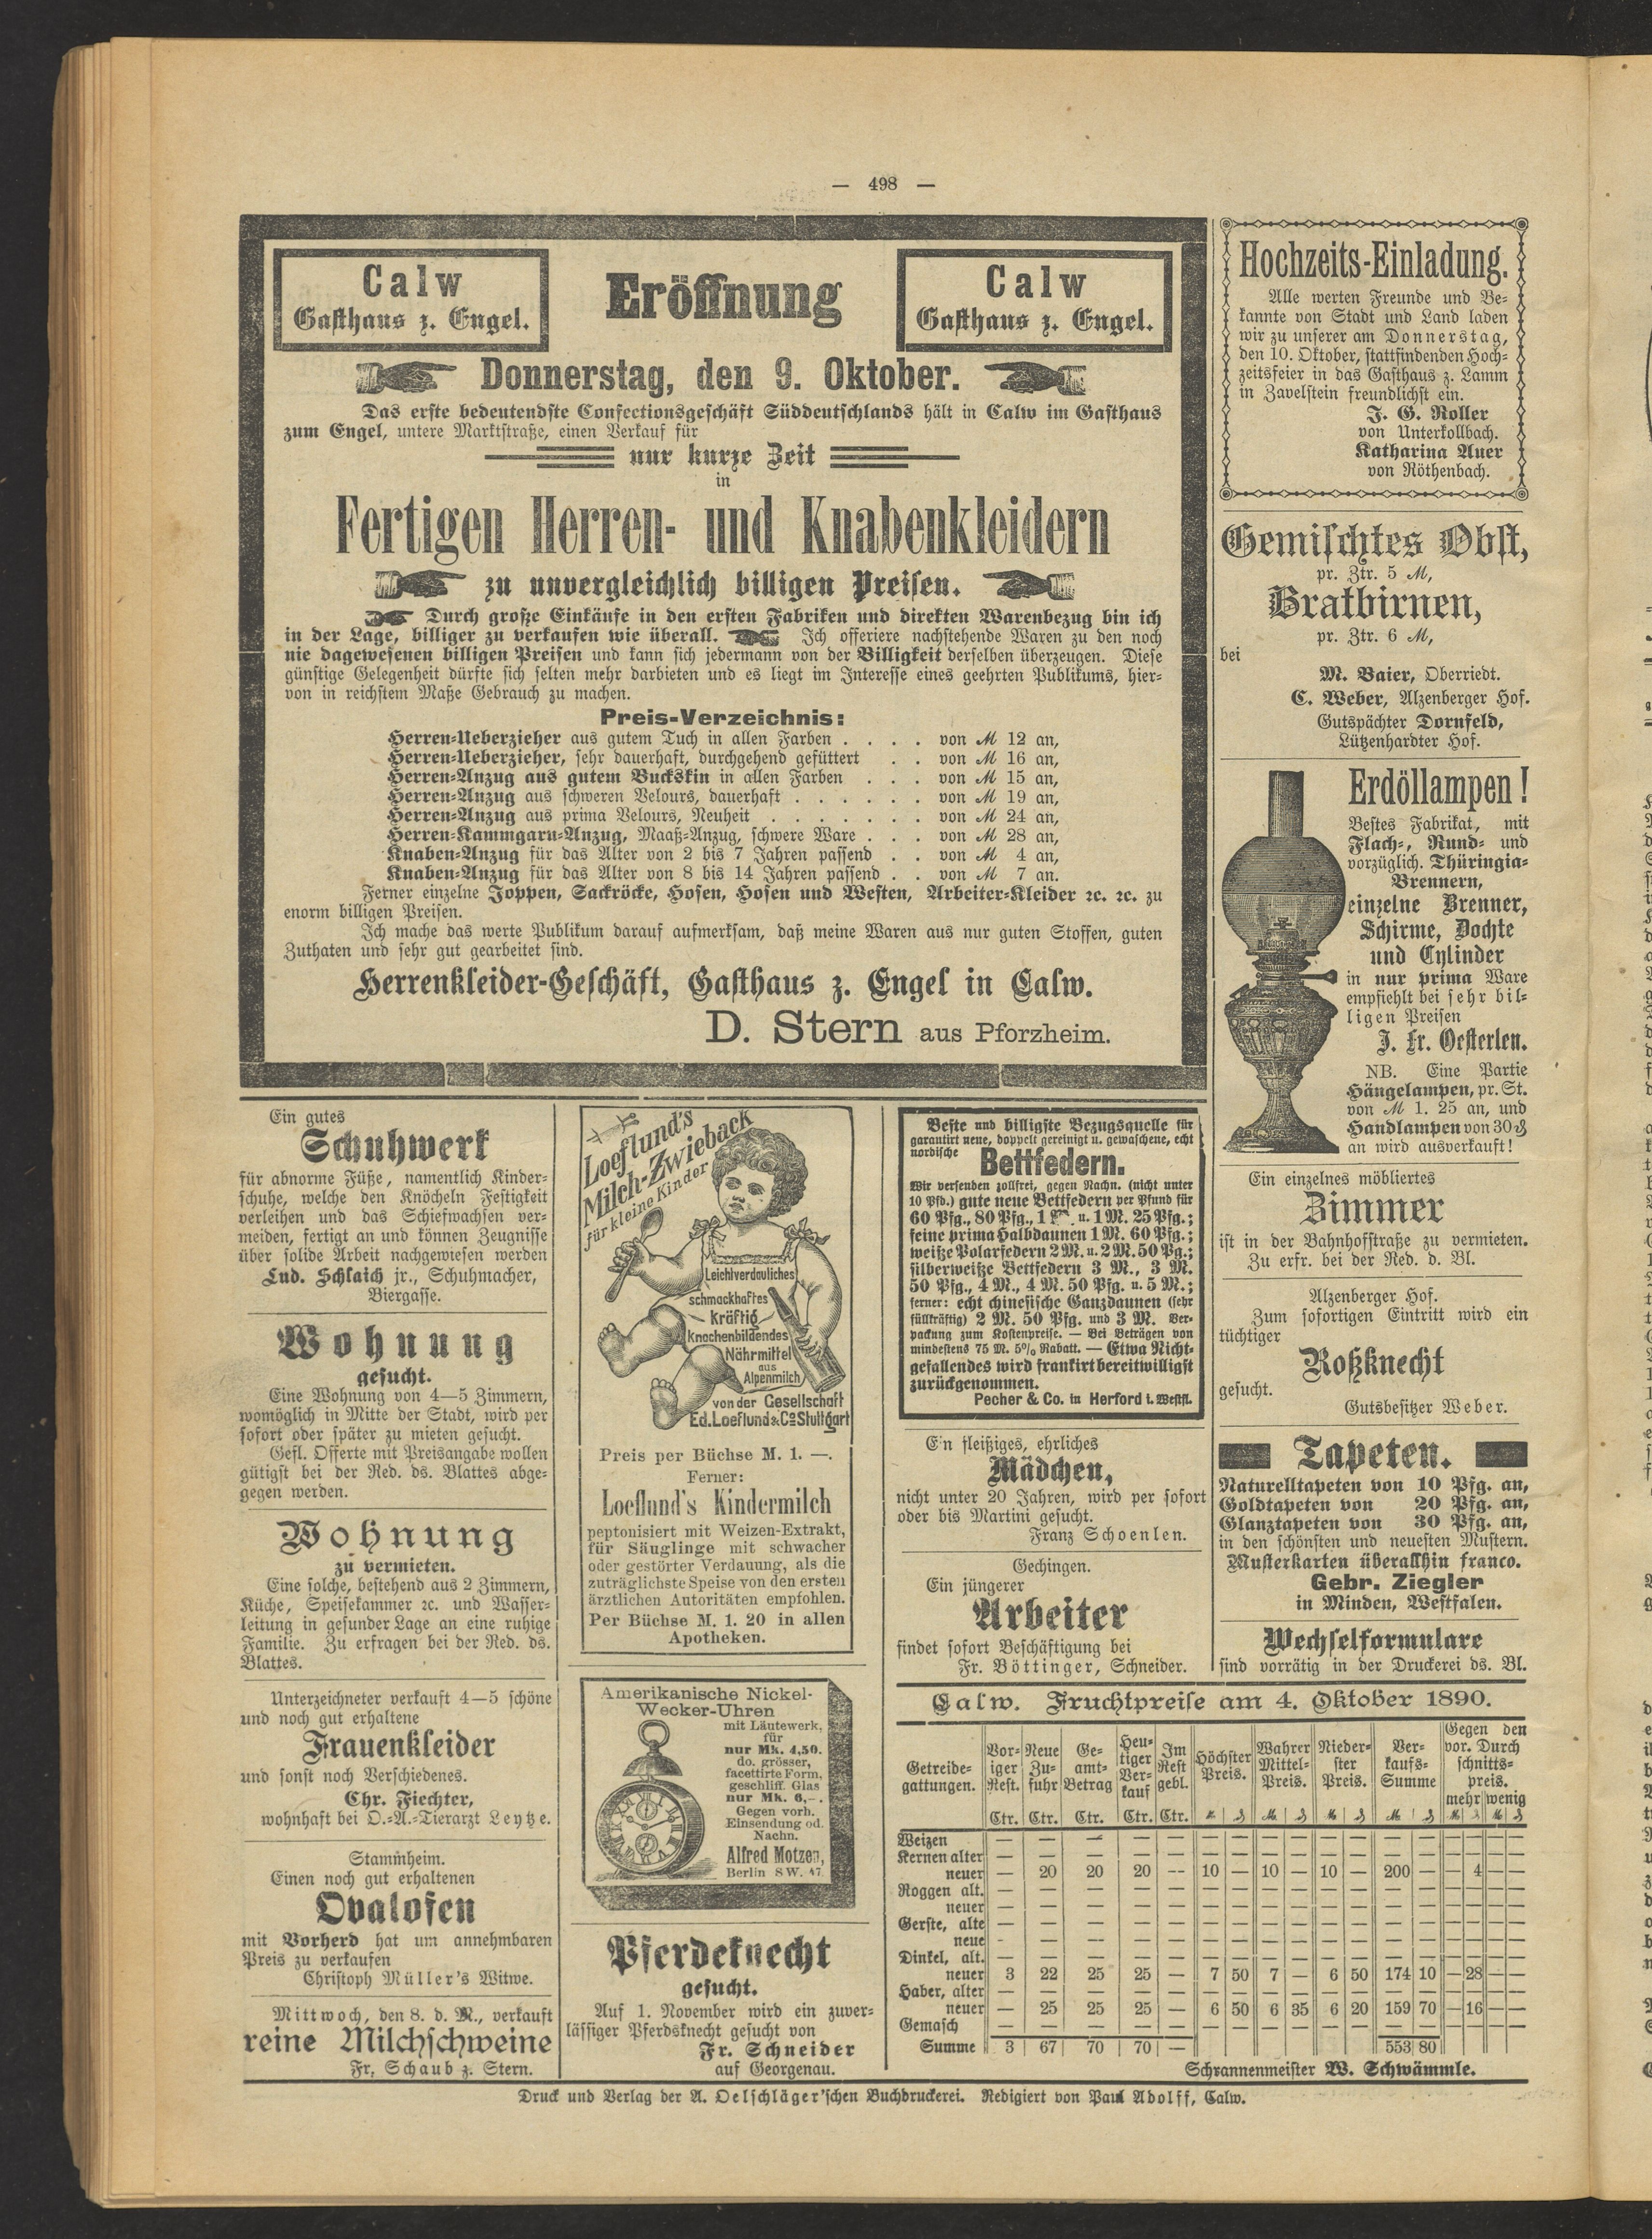 — 498 —
Calw
Gasthaus z. Engel.
Eröffnung
Calw
Gasthaus z. Engel.
Donnerstag, den 9. Oktober.
Das erste bedeutendste Confectionsgeschäft Süddeutschlands hält in Calw im Gasthaus
zum Engel, untere Marktstraße, einen Verkauf für
nur kurze Zeit
in
Fertigen Herren- und Knabenkleidern
zu unvergleichlich billigen Preisen.
Durch große Einkäufe in den ersten Fabriken und direkten Warenbezug bin ich
in der Lage, billiger zu verkaufen wie überall. Ich offeriere nachstehende Waren zu den noch
nie dagewesenen billigen Preisen und kann sich jedermann von der Billigkeit derselben überzeugen. Diese
günstige Gelegenheit dürfte sich selten mehr darbieten und es liegt im Interesse eines geehrten Publikums, hier-
von in reichstem Maße Gebrauch zu machen.
Preis-Verzeichnis:
Herren-Ueberzieher aus gutem Tuch in allen Farben . . . . von M 12 an,
Herren-Ueberzieher, sehr dauerhaft, durchgehend gefüttert . . von M 16 an,
Herren-Anzug aus gutem Buckskin in allen Farben . . . von M 15 an,
Herren-Anzug aus schweren Velours, dauerhaft . . . . . . von M 19 an,
Herren-Anzug aus prima Velours, Neuheit . . . . . . . von M 24 an,
Herren-Kammgarn-Anzug, Maaß-Anzug, schwere Ware . . . von M 28 an,
Knaben-Anzug für das Alter von 2 bis 7 Jahren passend . . von M 4 an,
Knaben-Anzug für das Alter von 8 bis 14 Jahren passend . . von M 7 an.
Ferner einzelne Joppen, Sackröcke, Hosen, Hosen und Westen, Arbeiter-Kleider ꝛc. ꝛc. zu
enorm billigen Preisen.
Ich mache das werte Publikum darauf aufmerksam, daß meine Waren aus nur guten Stoffen, guten
Zuthaten und sehr gut gearbeitet sind.
Herrenkleider-Geschäft, Gasthaus z. Engel in Calw.
D. Stern aus Pforzheim.
Hochzeits-Einladung.
Alle werten Freunde und Be-
kannte von Stadt und Land laden
wir zu unserer am Donnerstag,
den 10. Oktober, stattfindenden Hoch-
zeitsfeier in das Gasthaus z. Lamm
in Zavelstein freundlichst ein.
J. G. Roller
von Unterkollbach.
Katharina Auer
von Röthenbach.
Gemischtes Obst,
pr. Ztr. 5 M,
Bratbirnen,
pr. Ztr. 6 M,
bei
M. Baier, Oberriedt.
C. Weber, Alzenberger Hof.
Gutspächter Dornfeld,
Lützenhardter Hof.
Erdöllampen!
Bestes Fabrikat, mit
Flach-, Rund- und
vorzüglich. Thüringia-
Brennern,
einzelne Brenner,
Schirme, Dochte
und Cylinder
in nur prima Ware
empfiehlt bei sehr bil-
ligen Preisen
J. Fr. Oesterlen.
NB. Eine Partie
Hängelampen, pr. St.
von M 1. 25 an, und
Handlampen von 30 ₰
an wird ausverkauft!
Ein einzelnes möbliertes
Zimmer
ist in der Bahnhofstraße zu vermieten.
Zu erfr. bei der Red. d. Bl.
Alzenberger Hof.
Zum sofortigen Eintritt wird ein
tüchtiger
Roßknecht
gesucht.
Gutsbesitzer Weber.
Tapeten.
Naturelltapeten von 10 Pfg. an,
Goldtapeten von 20 Pfg. an,
Glanztapeten von 30 Pfg. an,
in den schönsten und neuesten Mustern.
Musterkarten überallhin franco.
Gebr. Ziegler
in Minden, Westfalen.
Wechselformulare
sind vorrätig in der Druckerei ds. Bl.
Ein gutes
Schuhwerk
für abnorme Füße, namentlich Kinder-
schuhe, welche den Knöcheln Festigkeit
verleihen und das Schiefwachsen ver-
meiden, fertigt an und können Zeugnisse
über solide Arbeit nachgewiesen werden
Lud. Schlaich jr., Schuhmacher,
Biergasse.
Wohnung
gesucht.
Eine Wohnung von 4—5 Zimmern,
womöglich in Mitte der Stadt, wird per
sofort oder später zu mieten gesucht.
Gefl. Offerte mit Preisangabe wollen
gütigst bei der Red. ds. Blattes abge-
gegen werden.
Wohnung
zu vermieten.
Eine solche, bestehend aus 2 Zimmern,
Küche, Speisekammer ꝛc. und Wasser-
leitung in gesunder Lage an eine ruhige
Familie. Zu erfragen bei der Red. ds.
Blattes.
Unterzeichneter verkauft 4—5 schöne
und noch gut erhaltene
Frauenkleider
und sonst noch Verschiedenes.
Chr. Fiechter,
wohnhaft bei O.-A.-Tierarzt Leytze.
Stammheim.
Einen noch gut erhaltenen
Ovalofen
mit Vorherd hat um annehmbaren
Preis zu verkaufen
Christoph Müller's Witwe.
Mittwoch, den 8. d. M., verkauft
reine Milchschweine
Fr. Schaub z. Stern.
Loeflund's
Milch-Zwieback
für kleine Kinder
Leichtverdauliches
schmackhaftes
Kräftig
Knochenbildendes
Nährmittel
aus
Alpenmilch
von der Gesellschaft
Ed. Loeflund & Co Stuttgart
Preis per Büchse M. 1. —.
Ferner:
Loeflund's Kindermilch
peptonisiert mit Weizen-Extrakt,
für Säuglinge mit schwacher
oder gestörter Verdauung, als die
zuträglichste Speise von den ersten
ärztlichen Autoritäten empfohlen.
Per Büchse M. 1. 20 in allen
Apotheken.
Amerikanische Nickel-
Wecker-Uhren
mit Läutewerk,
für
nur Mk. 4,50.
do. grösser,
facettirte Form,
geschliff. Glas
nur Mk. 6,-.
Gegen vorh.
Einsendung od.
Nachn.
Alfred Motzen,
Berlin SW. 47
Pferdeknecht
gesucht.
Auf 1. November wird ein zuver-
lässiger Pferdsknecht gesucht von
Fr. Schneider
auf Georgenau.
Beste und billigste Bezugsquelle für
garantirt neue, doppelt gereinigt u. gewaschene, echt
nordische
Bettfedern.
Wir versenden zollfrei, gegen Nachn. (nicht unter
10 Pfd.) gute neue Bettfedern per Pfund für
60 Pfg., 80 Pfg., 1 M. u. 1 M. 25 Pfg.;
feine prima Halbdaunen 1 M. 60 Pfg.;
weiße Polarfedern 2 M. u. 2 M. 50 Pg.;
silberweiße Bettfedern 3 M., 3 M.
50 Pfg., 4 M., 4 M. 50 Pfg. u. 5 M.;
ferner: echt chinesische Ganzdaunen (sehr
füllkräftig) 2 M. 50 Pfg. und 3 M. Ver-
packung zum Kostenpreise. — Bei Beträgen von
mindestens 75 M. 5% Rabatt. — Etwa Nicht-
gefallendes wird frankirt bereitwilligst
zurückgenommen.
Pecher & Co. in Herford i. Westfl.
E'n fleißiges, ehrliches
Mädchen,
nicht unter 20 Jahren, wird per sofort
oder bis Martini gesucht.
Franz Schoenlen.
Gechingen.
Ein jüngerer
Arbeiter
findet sofort Beschäftigung bei
Fr. Böttinger, Schneider.
Calw. Fruchtpreise am 4. Oktober 1890.
Getreide-gattungen. Vor-iger Rest. Neue Zu-fuhr Ge-samt-Betrag Heu-tiger Ver-kauf Im Rest gebl. Höchster Preis. Wahrer Mittel-Preis. Nieder-ster Preis. Ver-kaufs-Summe Gegen den vor. Durch schnitts-preis. mehr wenig
Ctr. Ctr. Ctr. Ctr. Ctr. M ₰ M ₰ M ₰ M ₰ M ₰ M ₰
Weizen — — — — — — — — — — — — — — — — —
Kernen alter — — — — — — — — — — — — — — — — —
neuer — 20 20 20 -- 10 — 10 — 10 — 200 — — 4 — —
Roggen alt. — — — — — — — — — — — — — — — — —
neuer — — — — — — — — — — — — — — — — —
Gerste, alte — — — — — — — — — — — — — — — — —
neue - — — — — — — — — — — — — — — — —
Dinkel, alt. — — — — — — — — — — — — — — — — —
neuer 3 22 25 25 — 7 50 7 — 6 50 174 10 — 28 — —
Haber, alter — — — — — — — — — — — — — — — — —
neuer — 25 25 25 — 6 50 6 35 6 20 159 70 — 16 — —
Gemasch — — — — — — — — — — — — — — — — —
Summe 3 67 70 70 — 553 80
Schrannenmeister W. Schwämmle.
Druck und Verlag der A. Oelschläger'schen Buchdruckerei. Redigiert von Paul Adolff, Calw.